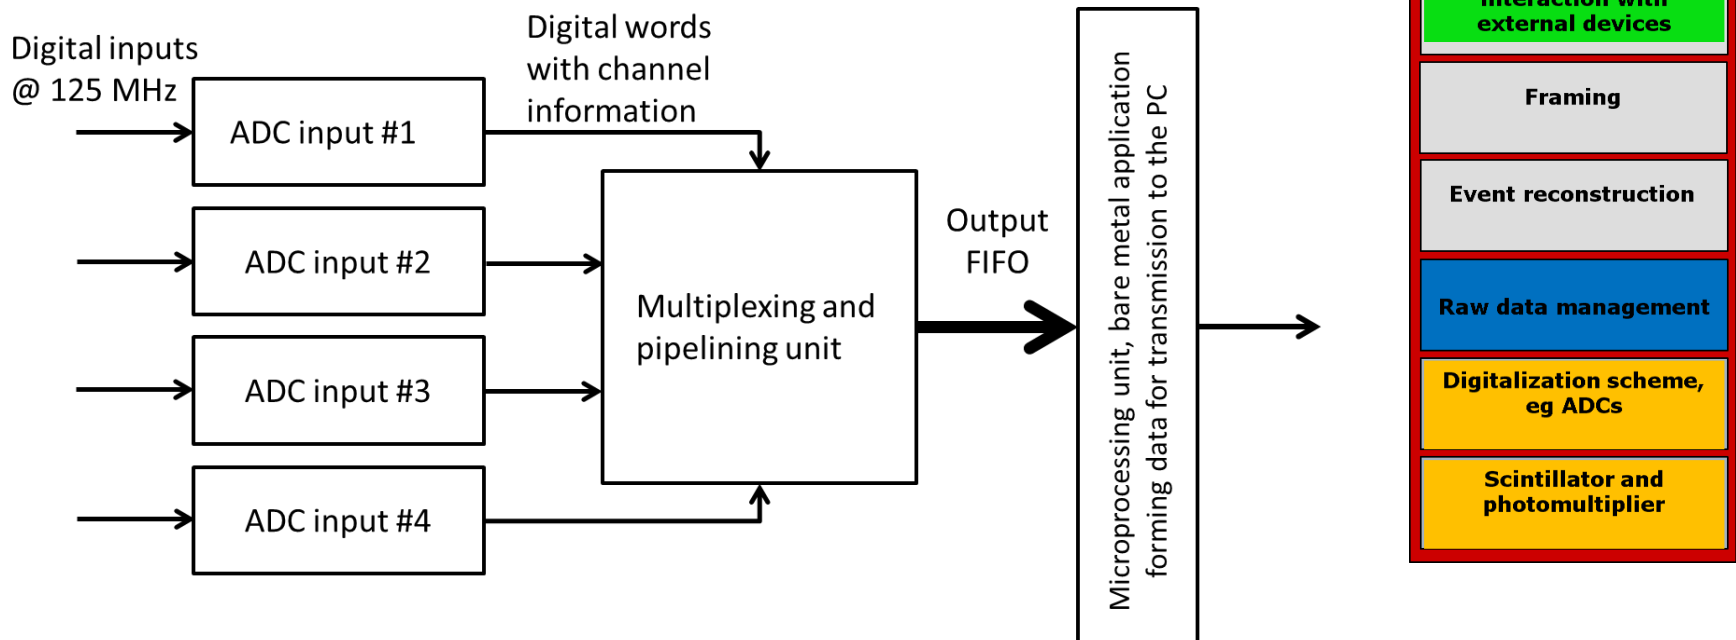 Digital inputs
@ 125 MHz
ADC input #1
ADC input #2
ADC input #3
ADC input #4
Digital words
with channel
information
Multiplexing and
pipelining unit
Output
FIFO
Microprocessing unit, bare metal application
forming data for transmission to the PC
interaction with
external devices
Framing
Event reconstruction
Raw data management
Digitalization scheme,
eg ADCs
Scintillator and
photomultiplier